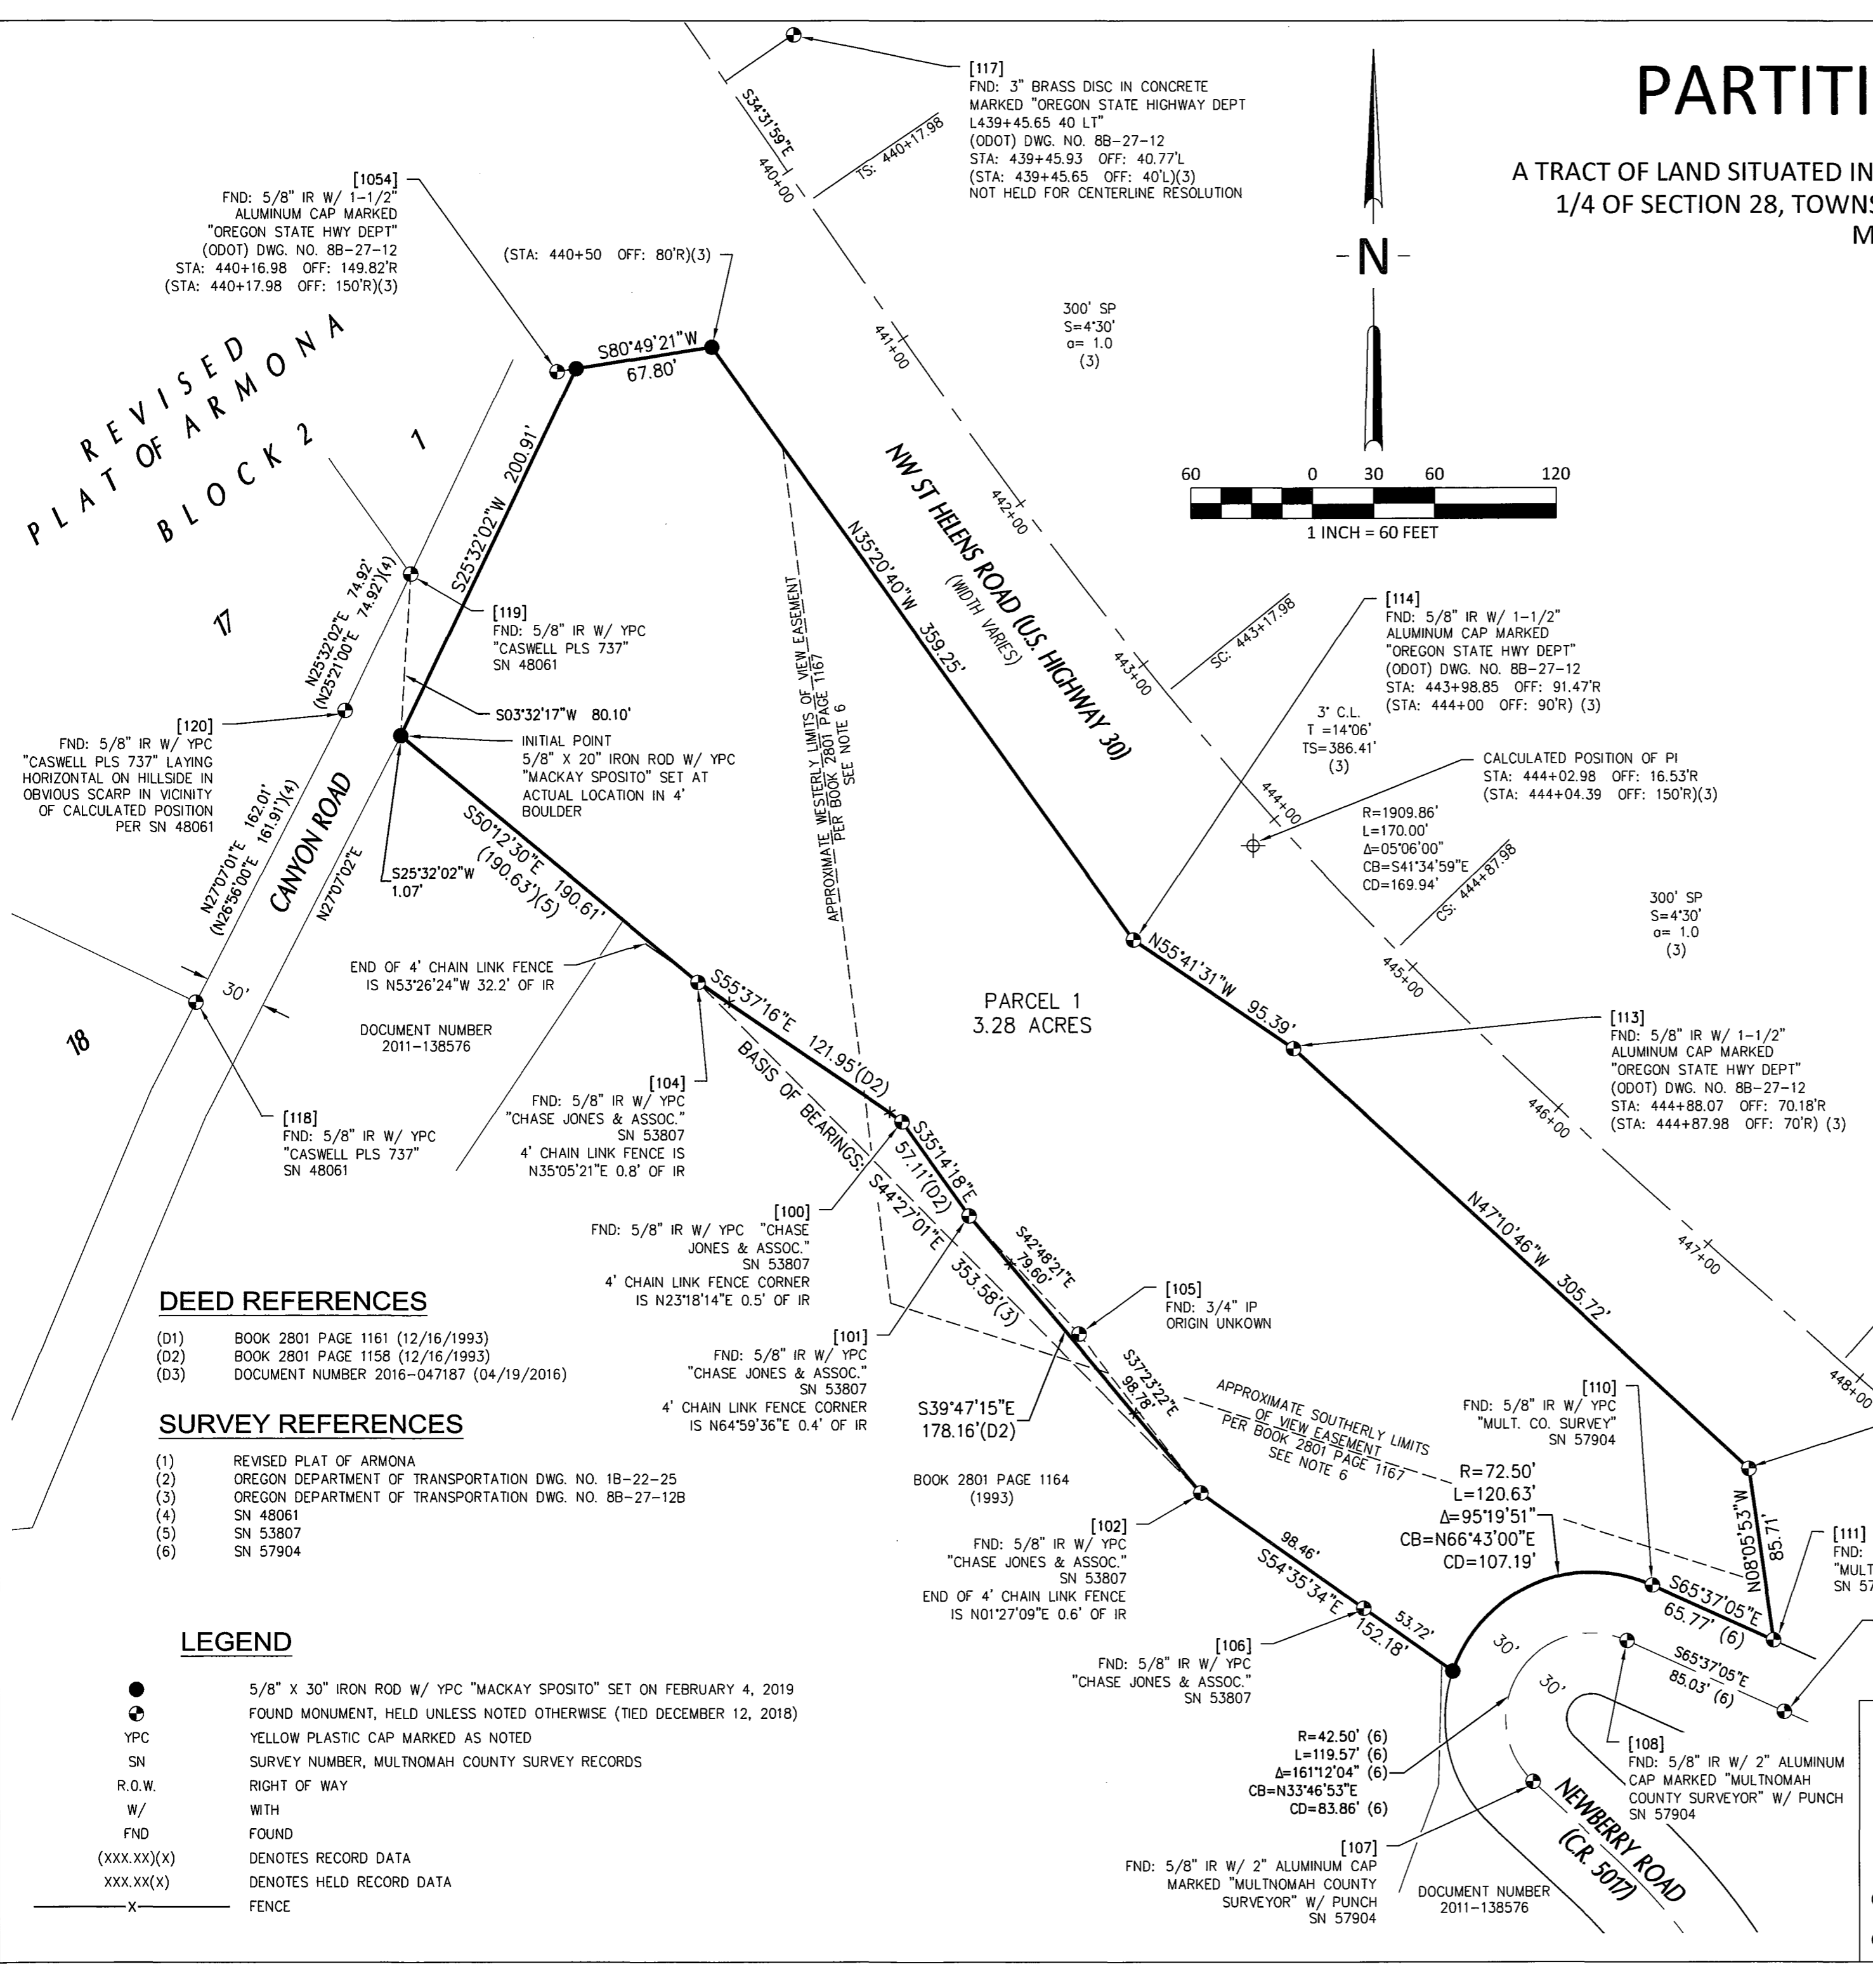 PARTITI
A TRACT OF LAND SITUATED IN
1/4 OF SECTION 28, TOWNS
M
[117]
FND: 3" BRASS DISC IN CONCRETE
MARKED "OREGON STATE HIGHWAY DEPT
L439+45.65 40 LT"
(ODOT) DWG. NO. 8B-27-12
STA: 439+45.93 OFF: 40.77'L
(STA: 439+45.65 OFF: 40'L)(3)
NOT HELD FOR CENTERLINE RESOLUTION
S34°31'59"E
440+00
TS: 440+17.98
[1054]
FND: 5/8" IR W/ 1-1/2"
ALUMINUM CAP MARKED
"OREGON STATE HWY DEPT"
(ODOT) DWG. NO. 8B-27-12
STA: 440+16.98 OFF: 149.82'R
(STA: 440+17.98 OFF: 150'R)(3)
(STA: 440+50 OFF: 80'R)(3)
-N-
300' SP
S=4°30'
a= 1.0
(3)
441+00
REVISED
PLAT OF ARMONA
BLOCK 2
1
S80°49'21"W
67.80'
S25°32'02"W 200.91'
442+00
60 0 30 60 120
1 INCH = 60 FEET
NW ST HELENS ROAD (U.S. HIGHWAY 30)
(WIDTH VARIES)
N35°20'40"W 359.25'
APPROXIMATE WESTERLY LIMITS OF VIEW EASEMENT
PER BOOK 2801 PAGE 1167
SEE NOTE 6
17
N25°32'02"E 74.92'
(N25°21'00"E 74.92')(4)
[119]
FND: 5/8" IR W/ YPC
"CASWELL PLS 737"
SN 48061
443+00
SC: 443+17.98
[114]
FND: 5/8" IR W/ 1-1/2"
ALUMINUM CAP MARKED
"OREGON STATE HWY DEPT"
(ODOT) DWG. NO. 8B-27-12
STA: 443+98.85 OFF: 91.47'R
(STA: 444+00 OFF: 90'R) (3)
3° C.L.
T =14°06'
TS=386.41'
(3)
[120]
FND: 5/8" IR W/ YPC
"CASWELL PLS 737" LAYING
HORIZONTAL ON HILLSIDE IN
OBVIOUS SCARP IN VICINITY
OF CALCULATED POSITION
PER SN 48061
S03°32'17"W 80.10'
INITIAL POINT
5/8" X 20" IRON ROD W/ YPC
"MACKAY SPOSITO" SET AT
ACTUAL LOCATION IN 4'
BOULDER
CALCULATED POSITION OF PI
STA: 444+02.98 OFF: 16.53'R
(STA: 444+04.39 OFF: 150'R)(3)
444+00
R=1909.86'
L=170.00'
Δ=05°06'00"
CB=S41°34'59"E
CD=169.94'
CS: 444+87.98
N27°07'01"E 162.01'
(N26°56'00"E 161.91')(4)
CANYON ROAD
N27°07'02"E
S25°32'02"W
1.07'
S50°12'30"E 190.61'
(190.63')(5)
300' SP
S=4°30'
a= 1.0
(3)
445+00
END OF 4' CHAIN LINK FENCE
IS N53°26'24"W 32.2' OF IR
30'
18
DOCUMENT NUMBER
2011-138576
S55°37'16"E 121.95'(D2)
PARCEL 1
3.28 ACRES
N55°41'31"W 95.39'
[113]
FND: 5/8" IR W/ 1-1/2"
ALUMINUM CAP MARKED
"OREGON STATE HWY DEPT"
(ODOT) DWG. NO. 8B-27-12
STA: 444+88.07 OFF: 70.18'R
(STA: 444+87.98 OFF: 70'R) (3)
446+00
[118]
FND: 5/8" IR W/ YPC
"CASWELL PLS 737"
SN 48061
[104]
FND: 5/8" IR W/ YPC
"CHASE JONES & ASSOC."
SN 53807
4' CHAIN LINK FENCE IS
N35°05'21"E 0.8' OF IR
BASIS OF BEARINGS:
S44°27'01"E 353.58'(3)
S35°14'18"E
57.11'(D2)
[100]
FND: 5/8" IR W/ YPC "CHASE
JONES & ASSOC."
SN 53807
4' CHAIN LINK FENCE CORNER
IS N23°18'14"E 0.5' OF IR
S42°48'21"E
79.60'
N47°10'46"W 305.72'
447+00
[105]
FND: 3/4" IP
ORIGIN UNKOWN
DEED REFERENCES
(D1) BOOK 2801 PAGE 1161 (12/16/1993)
(D2) BOOK 2801 PAGE 1158 (12/16/1993)
(D3) DOCUMENT NUMBER 2016-047187 (04/19/2016)
[101]
FND: 5/8" IR W/ YPC
"CHASE JONES & ASSOC."
SN 53807
4' CHAIN LINK FENCE CORNER
IS N64°59'36"E 0.4' OF IR
S37°23'22"E
98.78'
S39°47'15"E
178.16'(D2)
448+00
APPROXIMATE SOUTHERLY LIMITS
OF VIEW EASEMENT
PER BOOK 2801 PAGE 1167
SEE NOTE 6
[110]
FND: 5/8" IR W/ YPC
"MULT. CO. SURVEY"
SN 57904
SURVEY REFERENCES
(1) REVISED PLAT OF ARMONA
(2) OREGON DEPARTMENT OF TRANSPORTATION DWG. NO. 1B-22-25
(3) OREGON DEPARTMENT OF TRANSPORTATION DWG. NO. 8B-27-12B
(4) SN 48061
(5) SN 53807
(6) SN 57904
BOOK 2801 PAGE 1164
(1993)
R=72.50'
L=120.63'
Δ=95°19'51"
CB=N66°43'00"E
CD=107.19'
[102]
FND: 5/8" IR W/ YPC
"CHASE JONES & ASSOC."
SN 53807
END OF 4' CHAIN LINK FENCE
IS N01°27'09"E 0.6' OF IR
98.46'
S54°35'34"E
152.18'
53.72'
N08°05'53"W
85.71'
[111]
FND:
"MULT
SN 57
S65°37'05"E
65.77' (6)
LEGEND
5/8" X 30" IRON ROD W/ YPC "MACKAY SPOSITO" SET ON FEBRUARY 4, 2019
FOUND MONUMENT, HELD UNLESS NOTED OTHERWISE (TIED DECEMBER 12, 2018)
YPC YELLOW PLASTIC CAP MARKED AS NOTED
SN SURVEY NUMBER, MULTNOMAH COUNTY SURVEY RECORDS
R.O.W. RIGHT OF WAY
W/ WITH
FND FOUND
(XXX.XX)(X) DENOTES RECORD DATA
XXX.XX(X) DENOTES HELD RECORD DATA
X FENCE
[106]
FND: 5/8" IR W/ YPC
"CHASE JONES & ASSOC."
SN 53807
30'
30'
S65°37'05"E
85.03' (6)
R=42.50' (6)
L=119.57' (6)
Δ=161°12'04" (6)
CB=N33°46'53"E
CD=83.86' (6)
[108]
FND: 5/8" IR W/ 2" ALUMINUM
CAP MARKED "MULTNOMAH
COUNTY SURVEYOR" W/ PUNCH
SN 57904
[107]
FND: 5/8" IR W/ 2" ALUMINUM CAP
MARKED "MULTNOMAH COUNTY
SURVEYOR" W/ PUNCH
SN 57904
NEWBERRY ROAD
(C.R. 5017)
DOCUMENT NUMBER
2011-138576